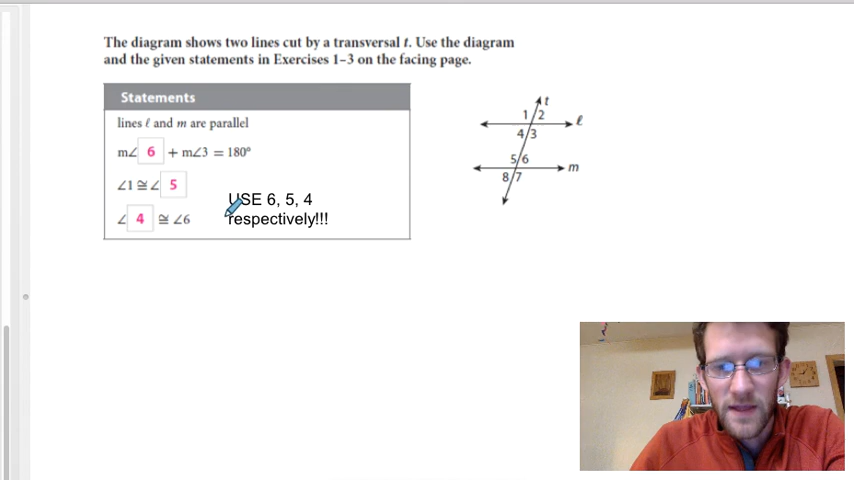 The diagram shows two lines cut by a transversal t. Use the diagram
and the given statements in Exercises 1–3 on the facing page.
Statements
lines ℓ and m are parallel
m∠ 6 + m∠3 = 180°
∠1 ≅ ∠ 5
∠ 4 ≅ ∠6
USE 6, 5, 4
respectively!!!
t
1 2
ℓ
4 3
5 6
m
8 7